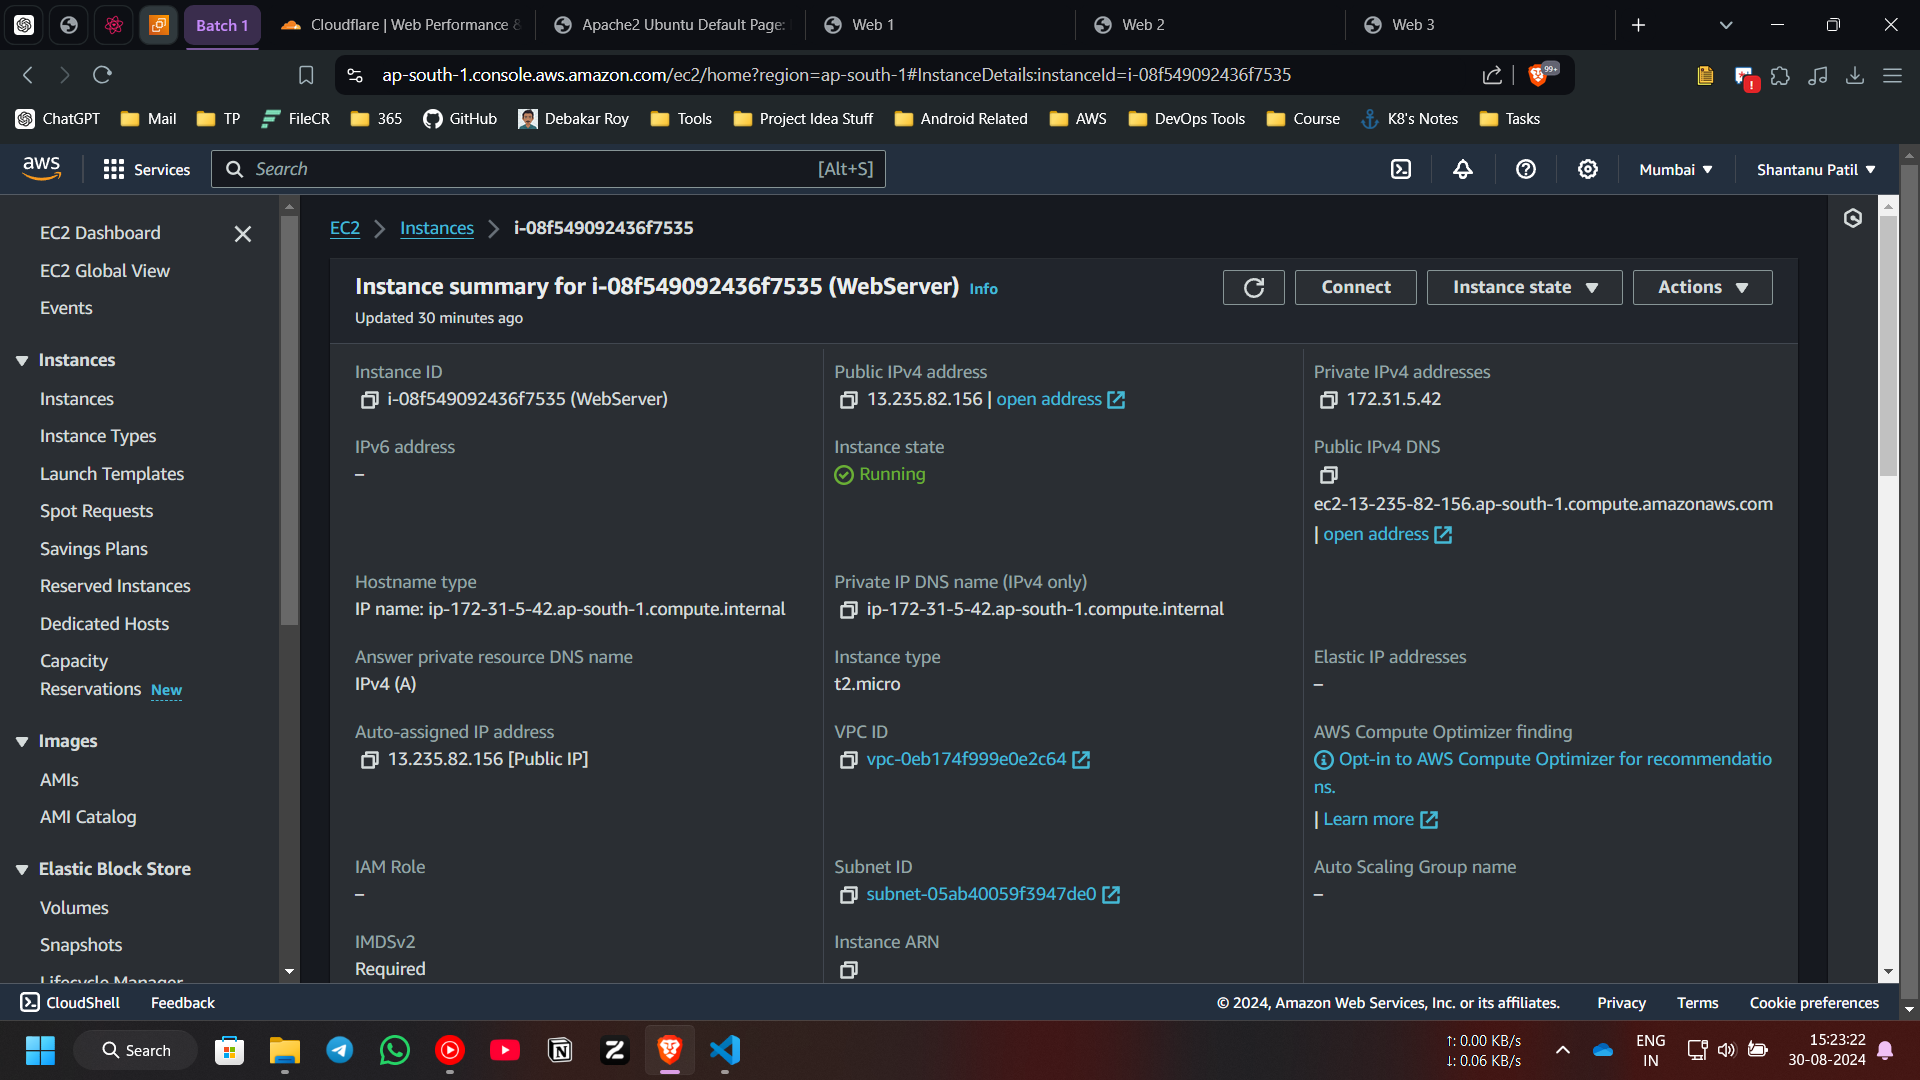 Batch 1
Cloudflare | Web Performance &
Apache2 Ubuntu Default Page:
Web 1
Web 2
Web 3
ap-south-1.console.aws.amazon.com/ec2/home?region=ap-south-1#InstanceDetails:instanceId=i-08f549092436f7535
99+
ChatGPT
Mail
TP
FileCR
365
GitHub
Debakar Roy
Tools
Project Idea Stuff
Android Related
AWS
DevOps Tools
Course
K8's Notes
Tasks
aws
Services
Search
[Alt+S]
Mumbai
Shantanu Patil
EC2 Dashboard
EC2 Global View
Events
Instances
Instances
Instance Types
Launch Templates
Spot Requests
Savings Plans
Reserved Instances
Dedicated Hosts
Capacity
Reservations New
Images
AMIs
AMI Catalog
Elastic Block Store
Volumes
Snapshots
Lifecycle Manager
EC2
Instances
i-08f549092436f7535
Instance summary for i-08f549092436f7535 (WebServer) Info
Updated 30 minutes ago
Connect
Instance state
Actions
Instance ID
i-08f549092436f7535 (WebServer)
Public IPv4 address
13.235.82.156 | open address
Private IPv4 addresses
172.31.5.42
IPv6 address
–
Instance state
Running
Public IPv4 DNS
ec2-13-235-82-156.ap-south-1.compute.amazonaws.com
| open address
Hostname type
IP name: ip-172-31-5-42.ap-south-1.compute.internal
Private IP DNS name (IPv4 only)
ip-172-31-5-42.ap-south-1.compute.internal
Answer private resource DNS name
IPv4 (A)
Instance type
t2.micro
Elastic IP addresses
–
Auto-assigned IP address
13.235.82.156 [Public IP]
VPC ID
vpc-0eb174f999e0e2c64
AWS Compute Optimizer finding
Opt-in to AWS Compute Optimizer for recommendatio
ns.
| Learn more
IAM Role
–
Subnet ID
subnet-05ab40059f3947de0
Auto Scaling Group name
–
IMDSv2
Required
Instance ARN
CloudShell
Feedback
© 2024, Amazon Web Services, Inc. or its affiliates.
Privacy
Terms
Cookie preferences
Search
↑: 0.00 KB/s
↓: 0.06 KB/s
ENG
IN
15:23:22
30-08-2024